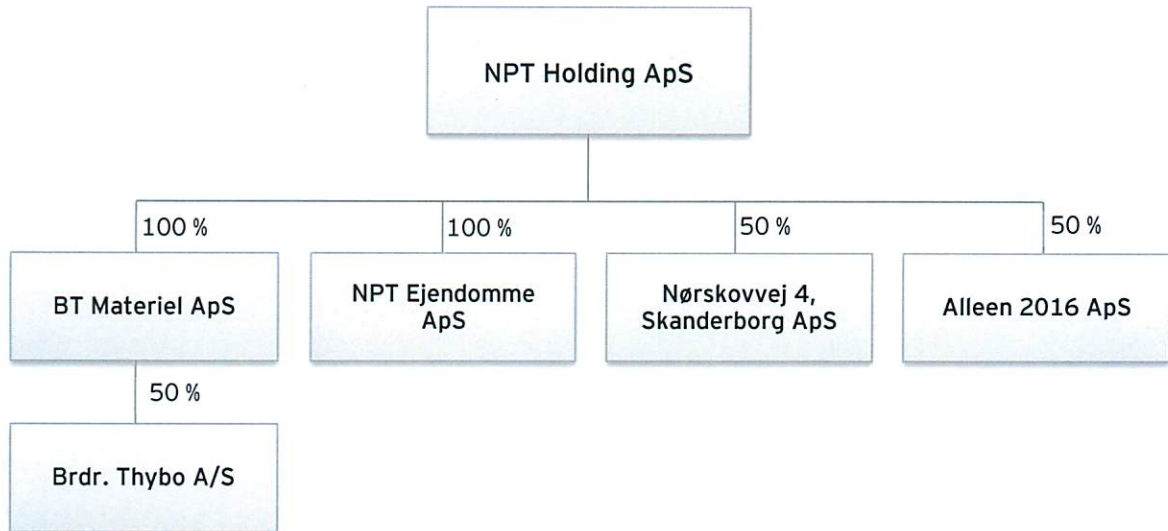 NPT Holding ApS
100 %
100 %
50 %
50 %
BT Materiel ApS
NPT Ejendomme
ApS
Nørskovvej 4,
Skanderborg ApS
Alleen 2016 ApS
50 %
Brdr. Thybo A/S